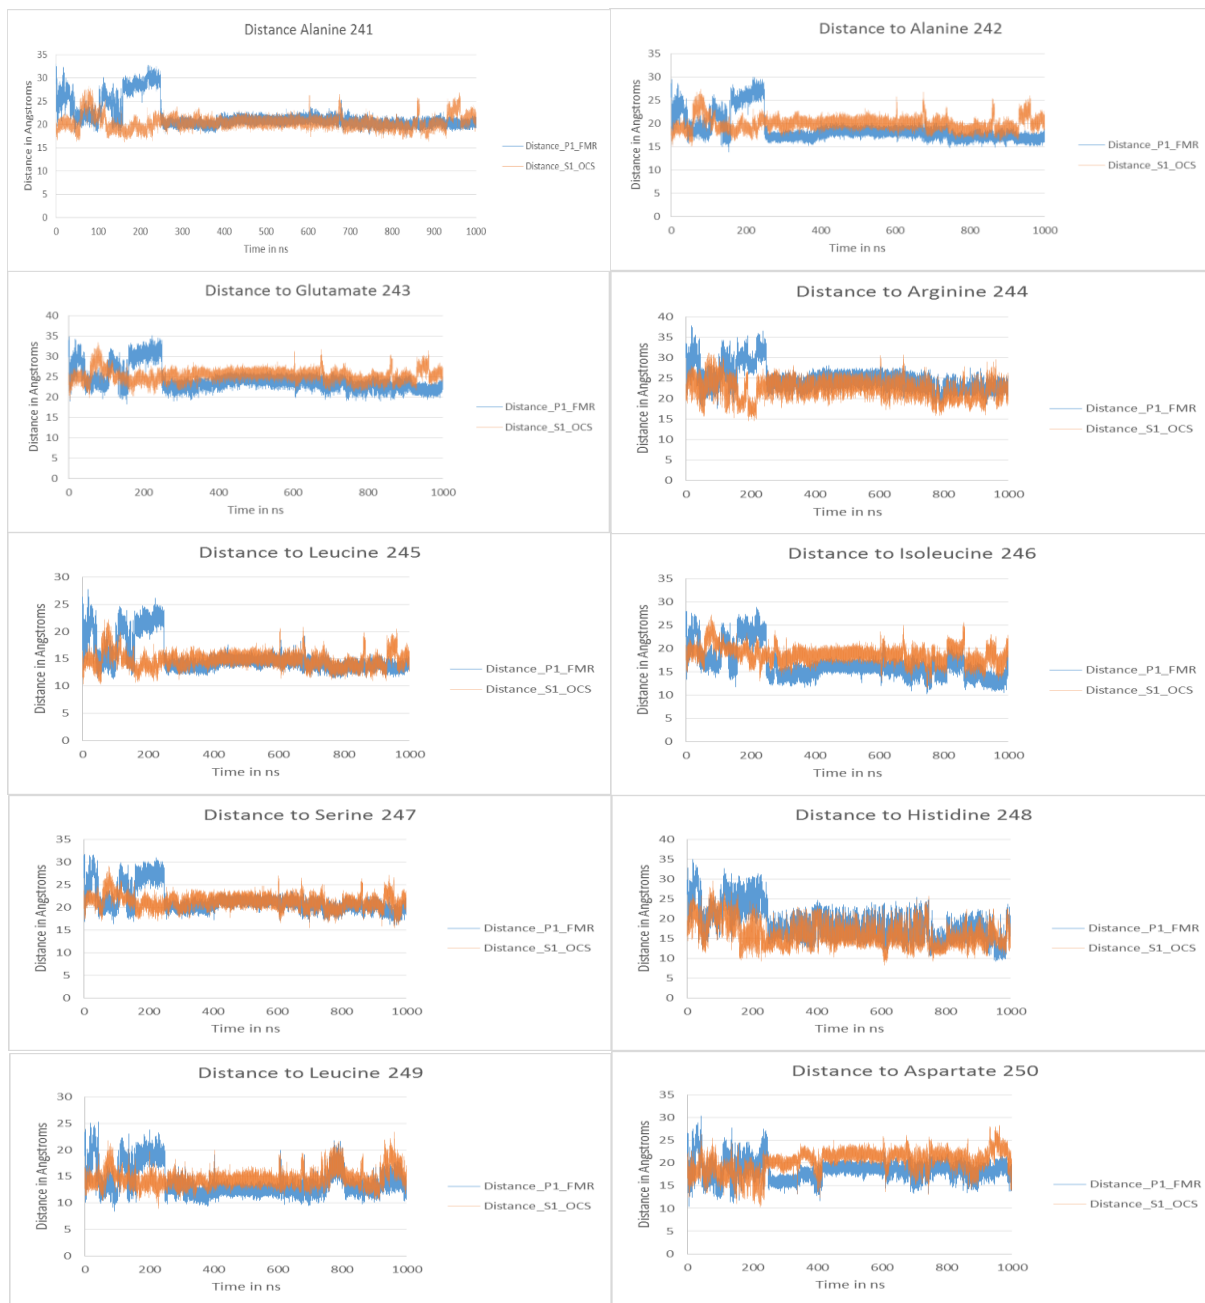 Distance Alanine 241
35
30
25
20
15
10
5
0
Distance in Angstroms
0 100 200 300 400 500 600 700 800 900 1000
Time in ns
Distance_P1_FMR
Distance_S1_OCS
Distance to Alanine 242
35
30
25
20
15
10
5
0
Distance in Angstroms
0 200 400 600 800 1000
Time in ns
Distance_P1_FMR
Distance_S1_OCS
Distance to Glutamate 243
40
35
30
25
20
15
10
5
0
Distance in Angstroms
0 200 400 600 800 1000
Time in ns
Distance_P1_FMR
Distance_S1_OCS
Distance to Arginine 244
40
35
30
25
20
15
10
5
0
Distance in Angstroms
0 200 400 600 800 1000
Time in ns
Distance_P1_FMR
Distance_S1_OCS
Distance to Leucine 245
30
25
20
15
10
5
0
Distance in Angstroms
0 200 400 600 800 1000
Time in ns
Distance_P1_FMR
Distance_S1_OCS
Distance to Isoleucine 246
35
30
25
20
15
10
5
0
Distance in Angstroms
0 200 400 600 800 1000
Time in ns
Distance_P1_FMR
Distance_S1_OCS
Distance to Serine 247
35
30
25
20
15
10
5
0
Distance in Angstroms
0 200 400 600 800 1000
Time in ns
Distance_P1_FMR
Distance_S1_OCS
Distance to Histidine 248
40
35
30
25
20
15
10
5
0
Distance in Angstroms
0 200 400 600 800 1000
Time in ns
Distance_P1_FMR
Distance_S1_OCS
Distance to Leucine 249
30
25
20
15
10
5
0
Distance in Angstroms
0 200 400 600 800 1000
Time in ns
Distance_P1_FMR
Distance_S1_OCS
Distance to Aspartate 250
35
30
25
20
15
10
5
0
Distance in Angstroms
0 200 400 600 800 1000
Time in ns
Distance_P1_FMR
Distance_S1_OCS